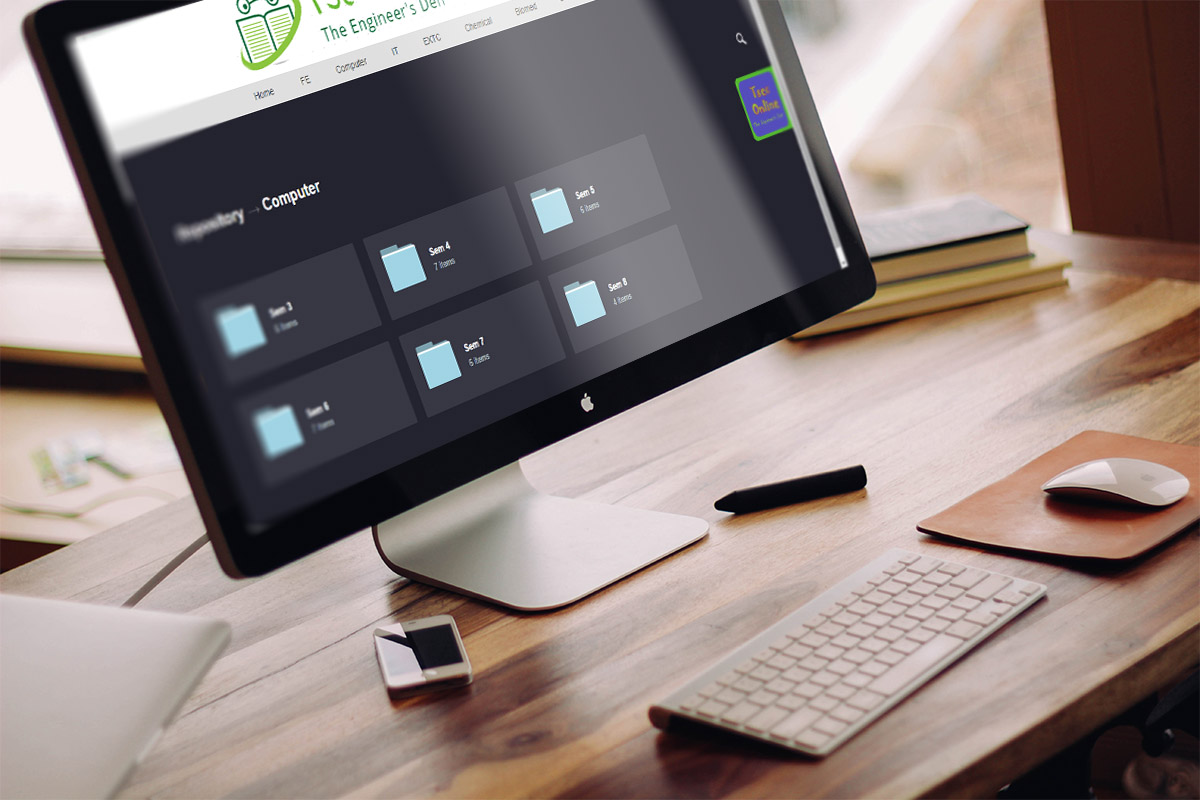 The Engineer's Den
Home FE Computer IT EXTC Chemical Biomed
Tsec
Online
Repository → Computer
Sem 3
6 items
Sem 4
7 items
Sem 5
6 items
Sem 6
7 items
Sem 7
6 items
Sem 8
4 items